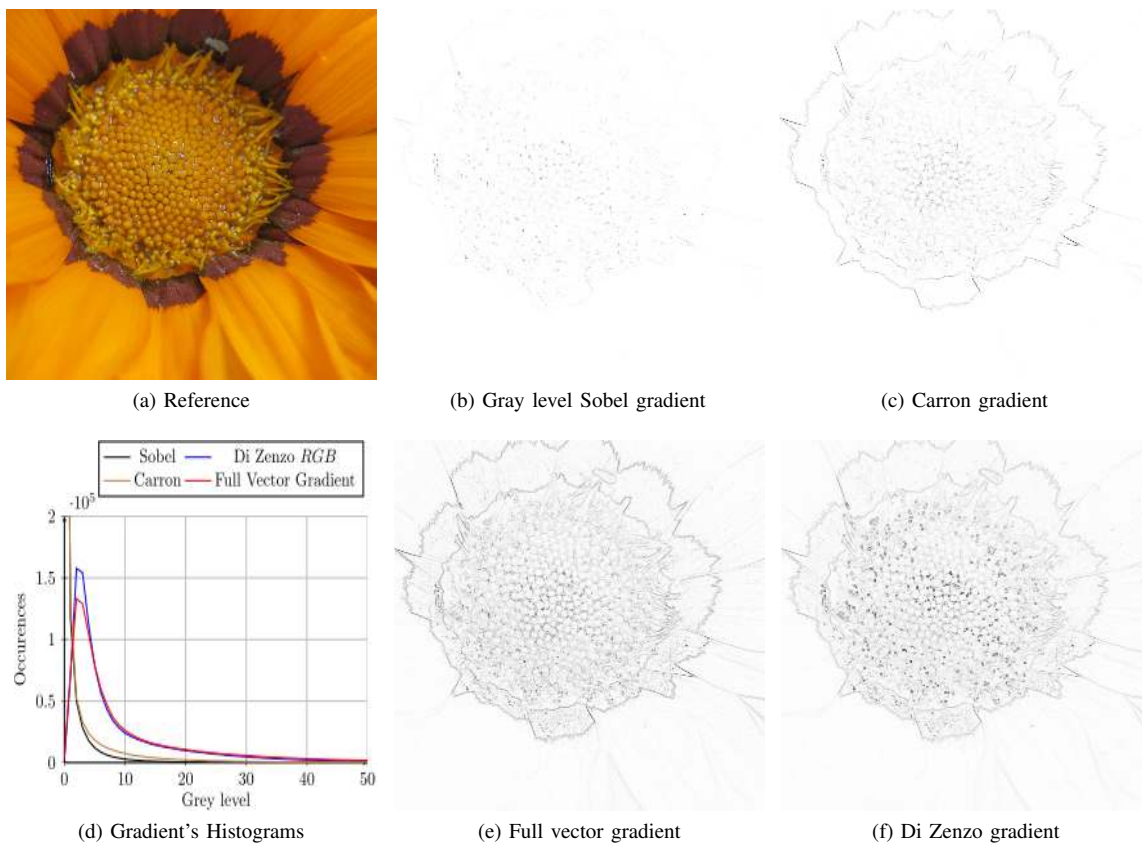 (a) Reference
(b) Gray level Sobel gradient
(c) Carron gradient
Sobel
Di Zenzo RGB
Carron
Full Vector Gradient
·10⁵
2
1.5
1
0.5
0
Occurences
0 10 20 30 40 50
Grey level
(d) Gradient's Histograms
(e) Full vector gradient
(f) Di Zenzo gradient